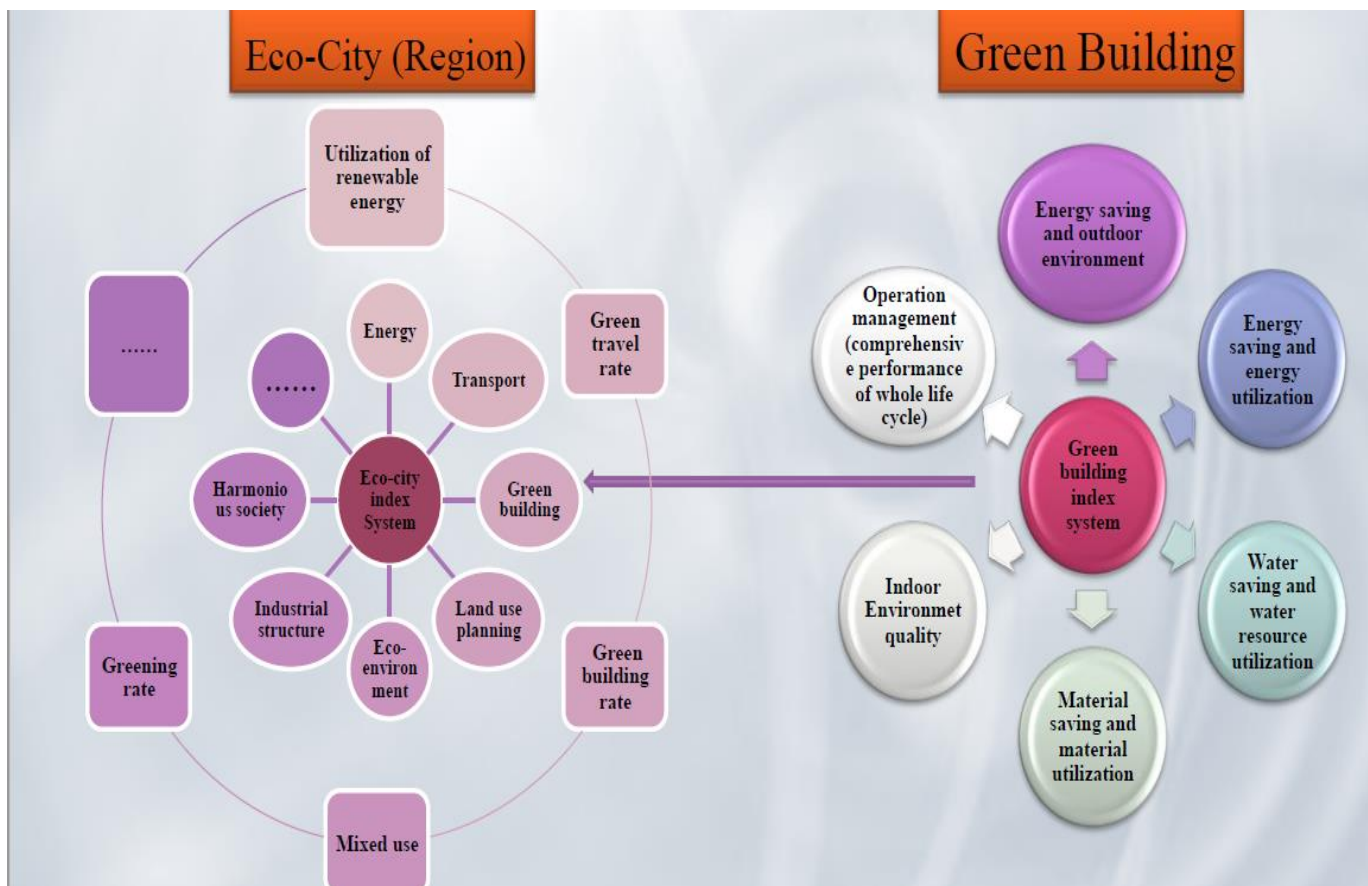 Eco-City (Region)
Green Building
Utilization of
renewable
energy
Green
travel
rate
Green
building
rate
Mixed use
Greening
rate
......
Energy
Transport
Green
building
Land use
planning
Eco-
environ
ment
Industrial
structure
Harmonio
us society
......
Eco-city
index
System
Energy saving
and outdoor
environment
Energy
saving and
energy
utilization
Water
saving and
water
resource
utilization
Material
saving and
material
utilization
Indoor
Environmet
quality
Operation
management
(comprehensiv
e performance
of whole life
cycle)
Green
building
index
system